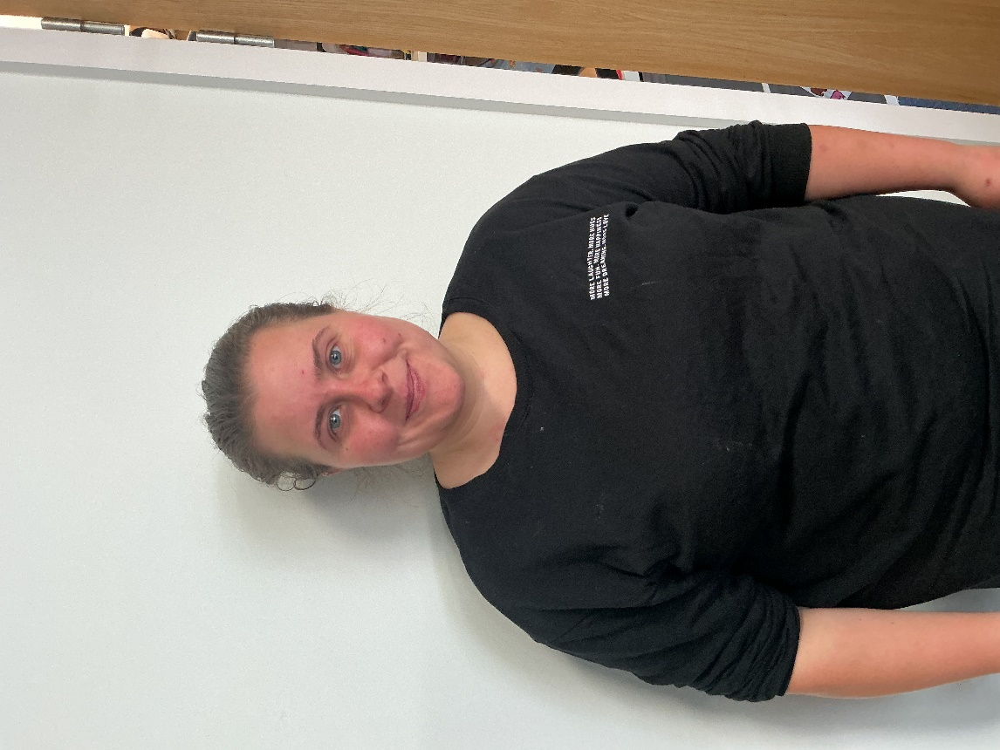 MORE LAUGHTER, MORE HUGS
MORE FUN, MORE HAPPINESS
MORE DREAMING, MORE LOVE